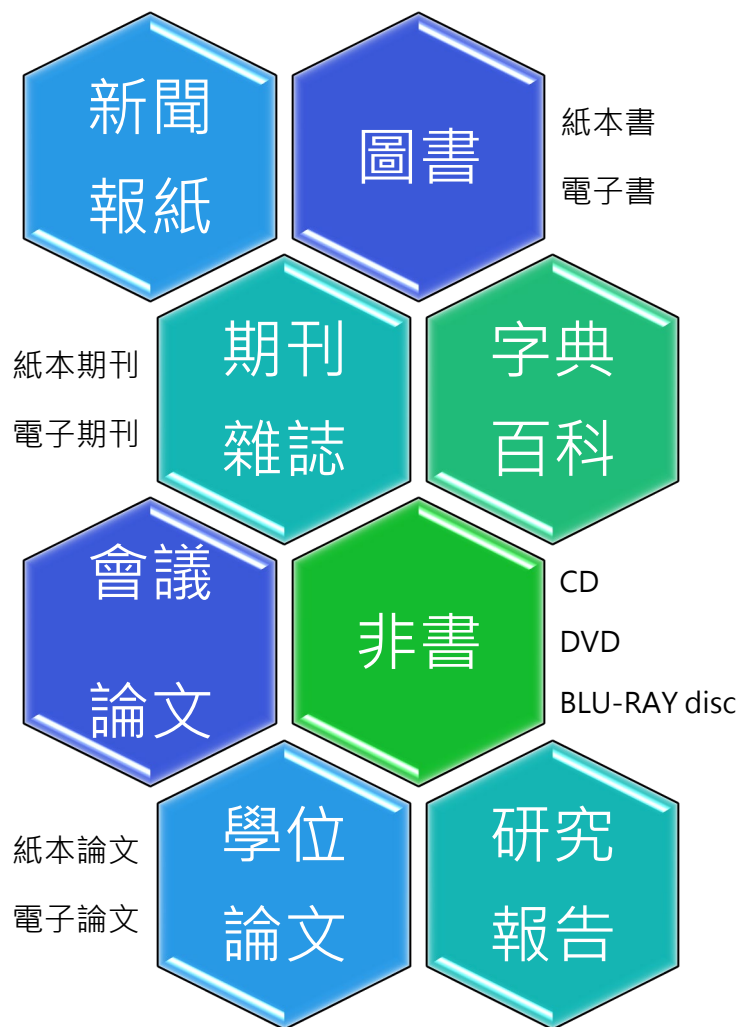 新聞
報紙
圖書
紙本書
電子書
紙本期刊
電子期刊
期刊
雜誌
字典
百科
會議
論文
非書
CD
DVD
BLU-RAY disc
紙本論文
電子論文
學位
論文
研究
報告